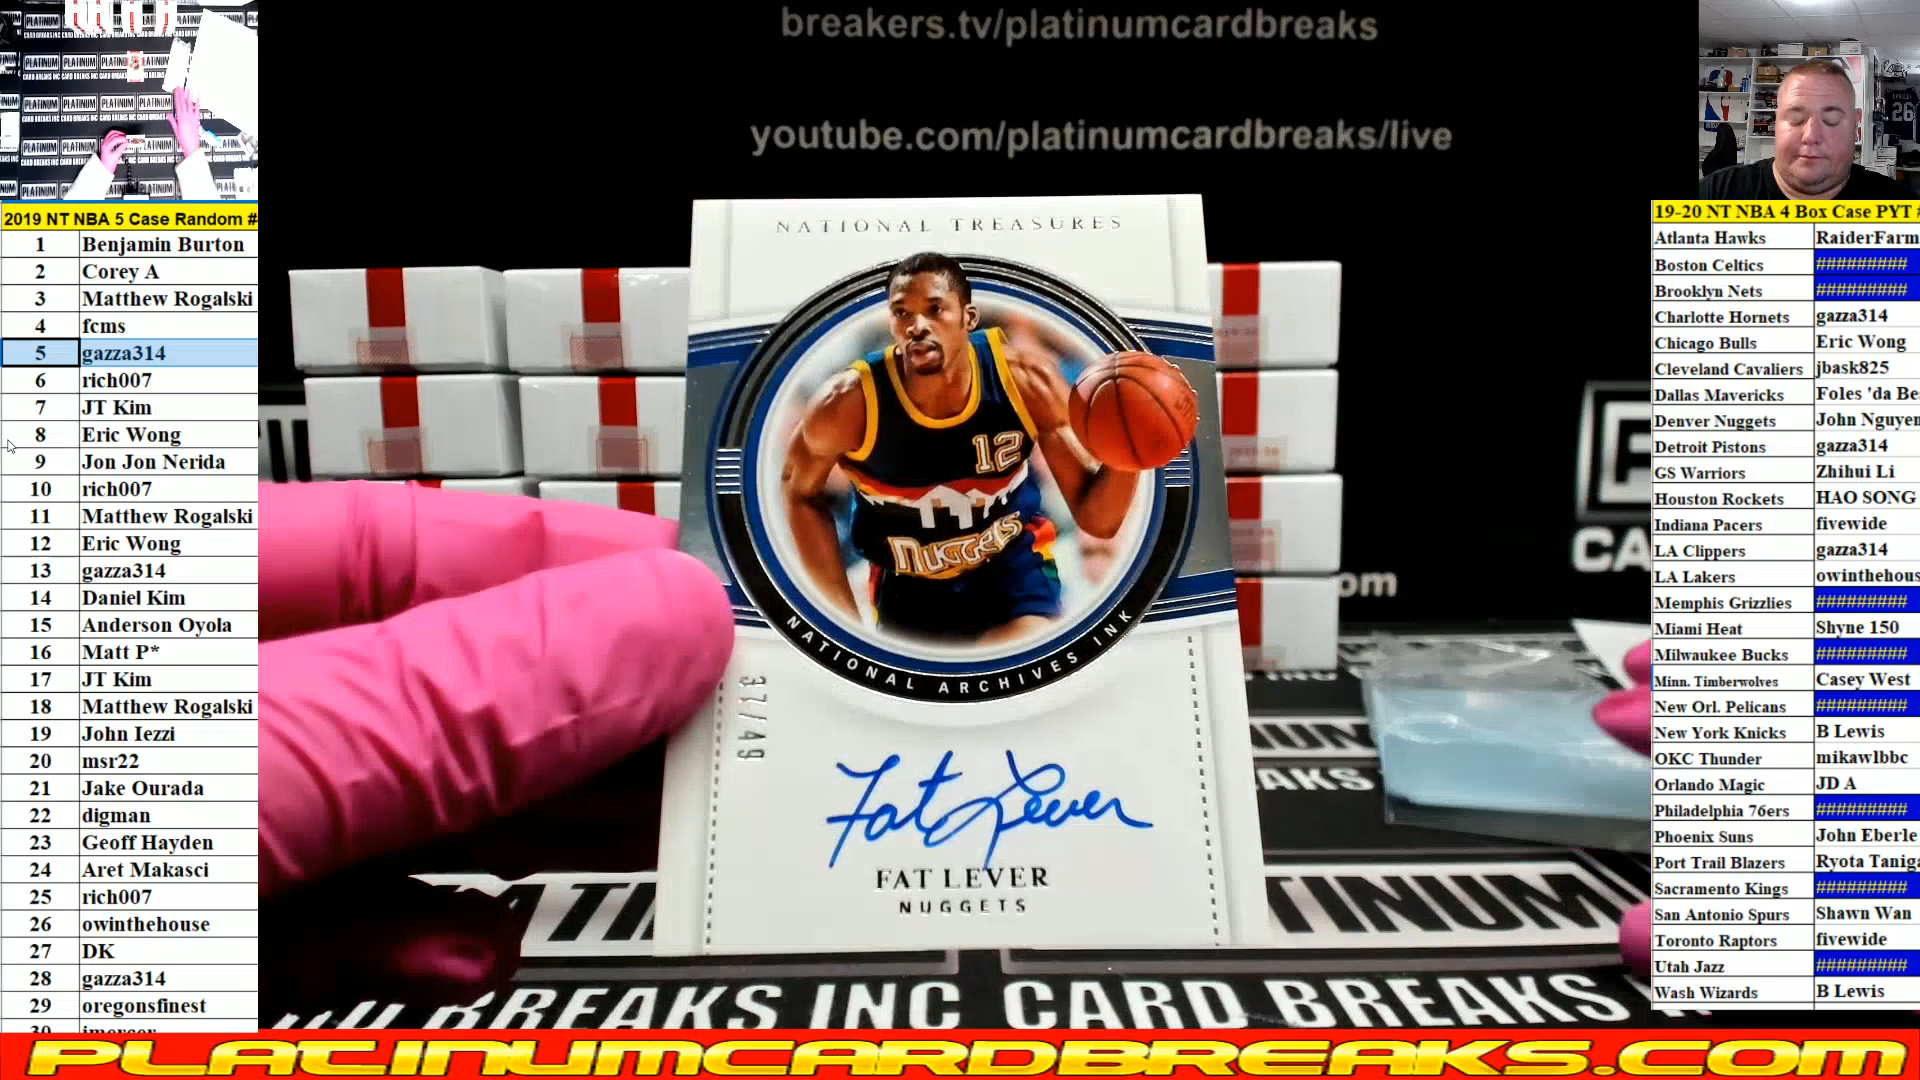 breakers.tv/platinumcardbreaks
youtube.com/platinumcardbreaks/live
2019 NT NBA 5 Case Random #
1 Benjamin Burton
2 Corey A
3 Matthew Rogalski
4 fcms
5 gazza314
6 rich007
7 JT Kim
8 Eric Wong
9 Jon Jon Nerida
10 rich007
11 Matthew Rogalski
12 Eric Wong
13 gazza314
14 Daniel Kim
15 Anderson Oyola
16 Matt P*
17 JT Kim
18 Matthew Rogalski
19 John Iezzi
20 msr22
21 Jake Ourada
22 digman
23 Geoff Hayden
24 Aret Makasci
25 rich007
26 owinthehouse
27 DK
28 gazza314
29 oregonsfinest
NATIONAL TREASURES
12
NUGGETS
NATIONAL ARCHIVES INK
37/49
Fat Lever
FAT LEVER
NUGGETS
19-20 NT NBA 4 Box Case PYT #
Atlanta Hawks RaiderFarm
Boston Celtics #########
Brooklyn Nets #########
Charlotte Hornets gazza314
Chicago Bulls Eric Wong
Cleveland Cavaliers jbask825
Dallas Mavericks Foles 'da Be
Denver Nuggets John Nguyen
Detroit Pistons gazza314
GS Warriors Zhihui Li
Houston Rockets HAO SONG
Indiana Pacers fivewide
LA Clippers gazza314
LA Lakers owinthehous
Memphis Grizzlies #########
Miami Heat Shyne 150
Milwaukee Bucks #########
Minn. Timberwolves Casey West
New Orl. Pelicans #########
New York Knicks B Lewis
OKC Thunder mikawlbbc
Orlando Magic JD A
Philadelphia 76ers #########
Phoenix Suns John Eberle
Port Trail Blazers Ryota Taniga
Sacramento Kings #########
San Antonio Spurs Shawn Wan
Toronto Raptors fivewide
Utah Jazz #########
Wash Wizards B Lewis
CA
om
BREAKS INC CARD BREAKS
PLATINUMCARDBREAKS.COM